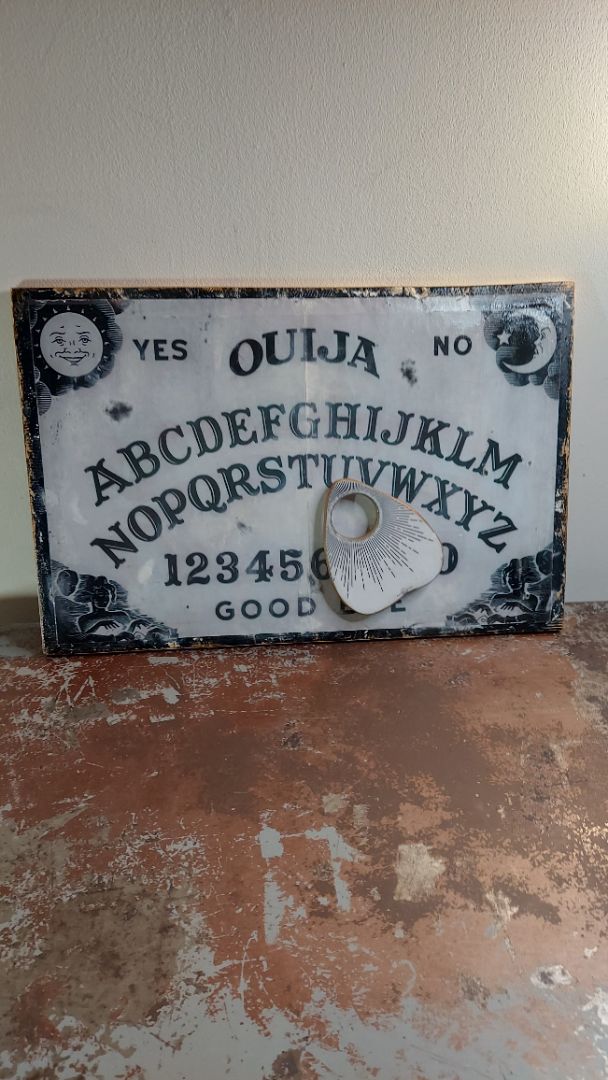 YES OUIJA NO
ABCDEFGHIJKLM
NOPQRSTUVWXYZ
123456 0
GOOD